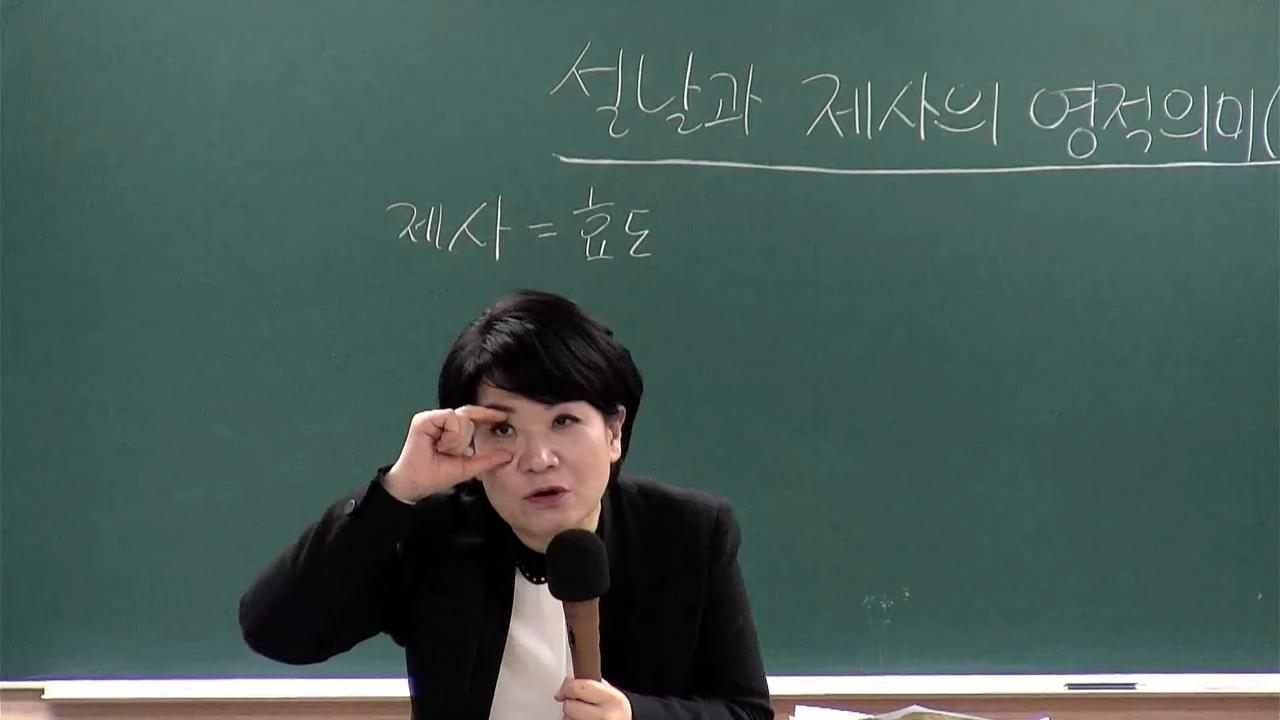 설날과 제사의 영적의미(
제사 = 효도